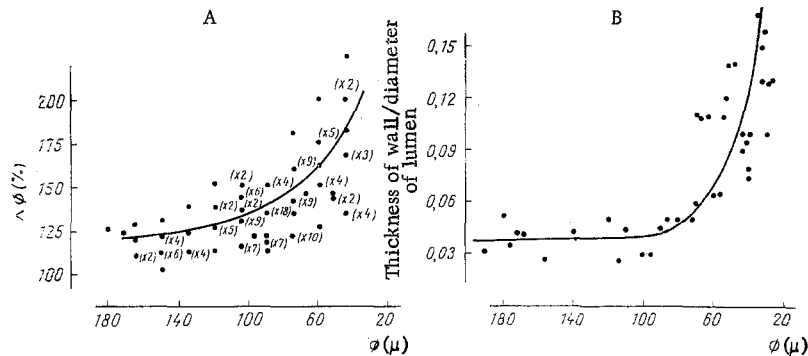 A
Δφ(%)
200
175
150
125
100
(x2)
(x5)
(x3)
(x9)
(x2)
(x4)
(x4)
(x6)
(x2)
(x2)
(x2)
(x18)
(x9)
(x4)
(x5)
(x9)
(x4)
(x10)
(x2)
(x6)
(x4)
(x7)
(x7)
180
140
100
60
20
φ(μ)
B
Thickness of wall/diameter
of lumen
0,15
0,12
0,09
0,06
0,03
180
140
100
60
20
φ(μ)